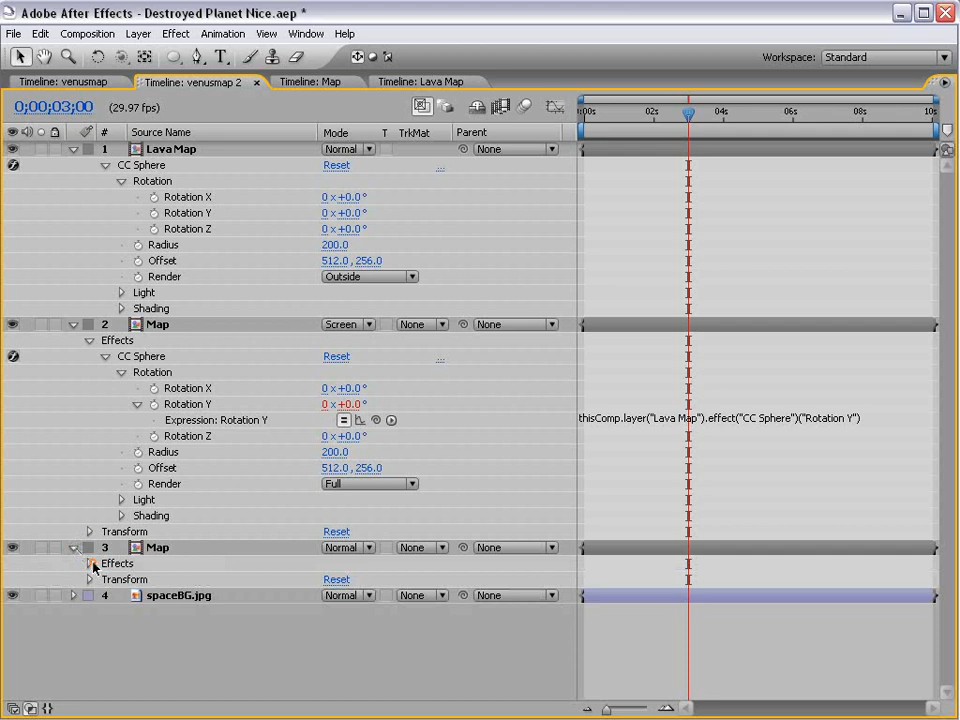 Adobe After Effects - Destroyed Planet Nice.aep *
File Edit Composition Layer Effect Animation View Window Help
Workspace: Standard
Timeline: venusmap Timeline: venusmap 2 × Timeline: Map Timeline: Lava Map
0;00;03;00 (29.97 fps)
:00s 02s 04s 06s 08s 10s
# Source Name Mode T TrkMat Parent
1 Lava Map Normal None
CC Sphere Reset ...
Rotation
Rotation X 0 x +0.0°
Rotation Y 0 x +0.0°
Rotation Z 0 x +0.0°
Radius 200.0
Offset 512.0, 256.0
Render Outside
Light
Shading
2 Map Screen None None
Effects
CC Sphere Reset ...
Rotation
Rotation X 0 x +0.0°
Rotation Y 0 x +0.0°
Expression: Rotation Y thisComp.layer("Lava Map").effect("CC Sphere")("Rotation Y")
Rotation Z 0 x +0.0°
Radius 200.0
Offset 512.0, 256.0
Render Full
Light
Shading
Transform Reset
3 Map Normal None None
Effects
Transform Reset
4 spaceBG.jpg Normal None None